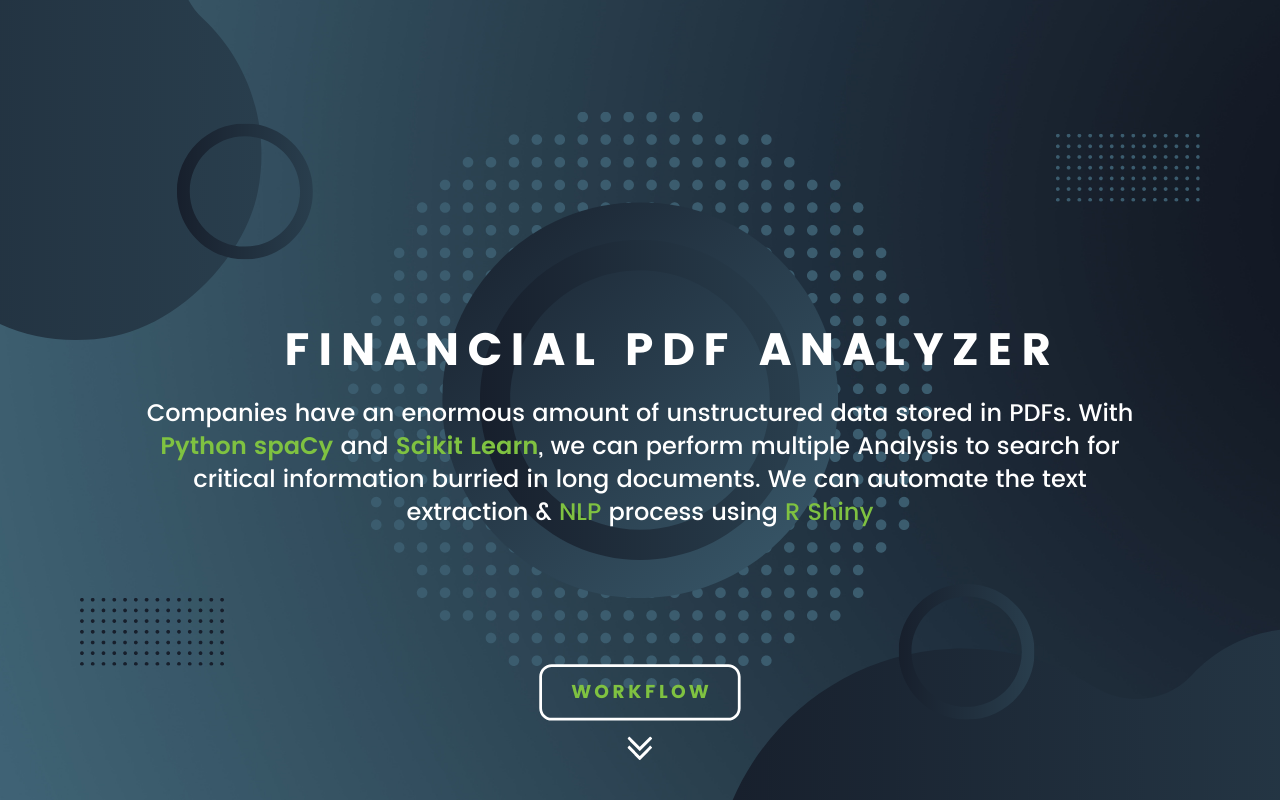 FINANCIAL PDF ANALYZER
Companies have an enormous amount of unstructured data stored in PDFs. With
Python spaCy and Scikit Learn, we can perform multiple Analysis to search for
critical information burried in long documents. We can automate the text
extraction & NLP process using R Shiny
WORKFLOW